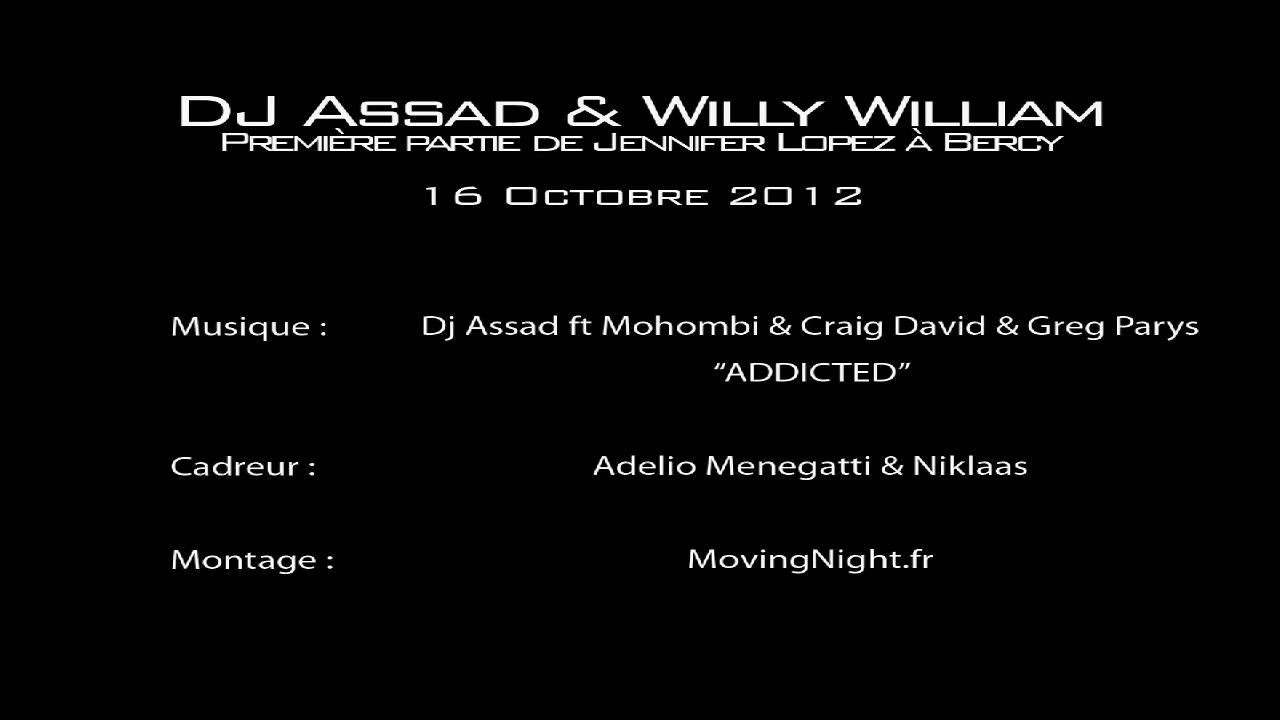 DJ Assad & Willy William
Première partie de Jennifer Lopez à Bercy
16 Octobre 2012
Musique : Dj Assad ft Mohombi & Craig David & Greg Parys
“ADDICTED”
Cadreur : Adelio Menegatti & Niklaas
Montage : MovingNight.fr